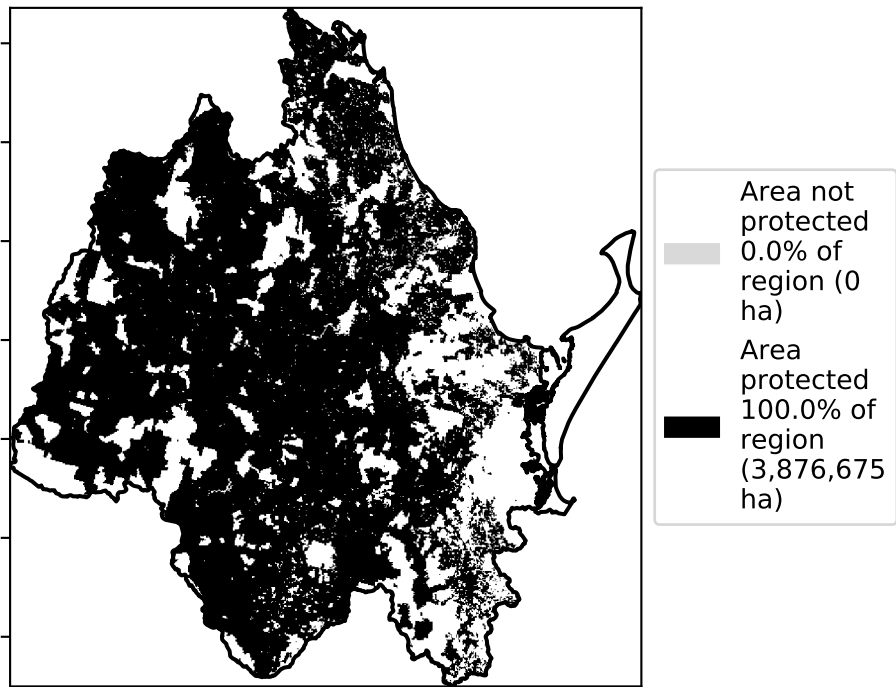 Area not
protected
0.0% of
region (0
ha)
Area
protected
100.0% of
region
(3,876,675
ha)